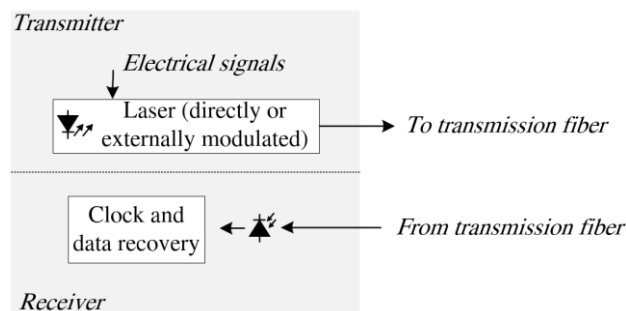 Transmitter
Electrical signals
Laser (directly or
externally modulated)
To transmission fiber
Clock and
data recovery
From transmission fiber
Receiver